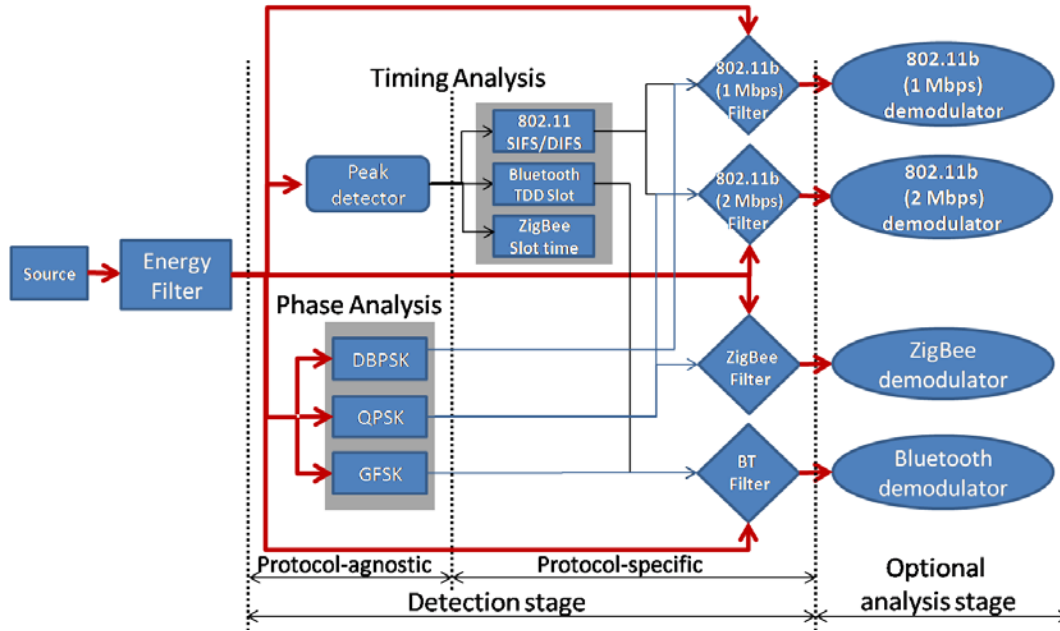 Timing Analysis
802.11
SIFS/DIFS
Bluetooth
TDD Slot
ZigBee
Slot time
Peak
detector
Source
Energy
Filter
Phase Analysis
DBPSK
QPSK
GFSK
802.11b
(1 Mbps)
Filter
802.11b
(2 Mbps)
Filter
ZigBee
Filter
BT
Filter
802.11b
(1 Mbps)
demodulator
802.11b
(2 Mbps)
demodulator
ZigBee
demodulator
Bluetooth
demodulator
Protocol-agnostic
Protocol-specific
Detection stage
Optional
analysis stage